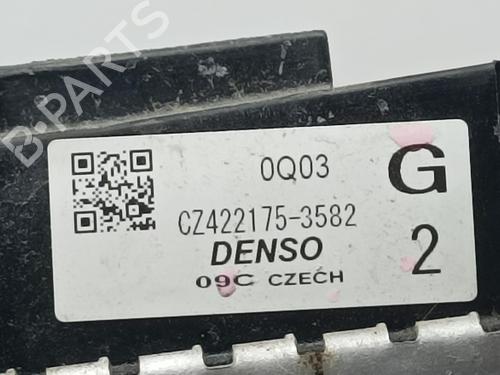 B-PARTS
0Q03
G
CZ422175-3582
DENSO
2
09C CZECH